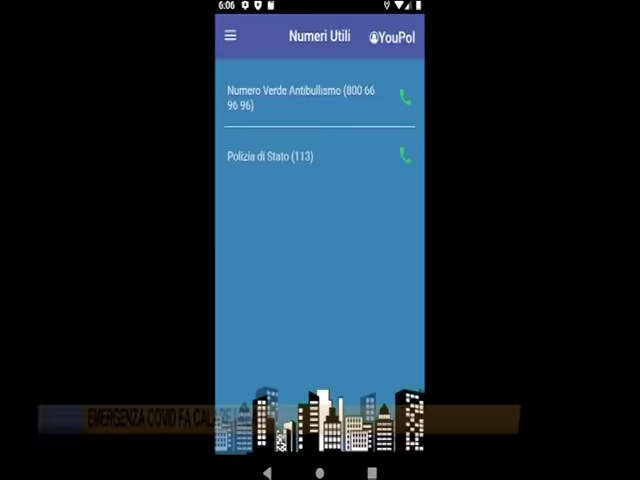 6:06
Numeri Utili
YouPol
Numero Verde Antibullismo (800 66
96 96)
Polizia di Stato (113)
EMERGENZA COVID FA CALARE